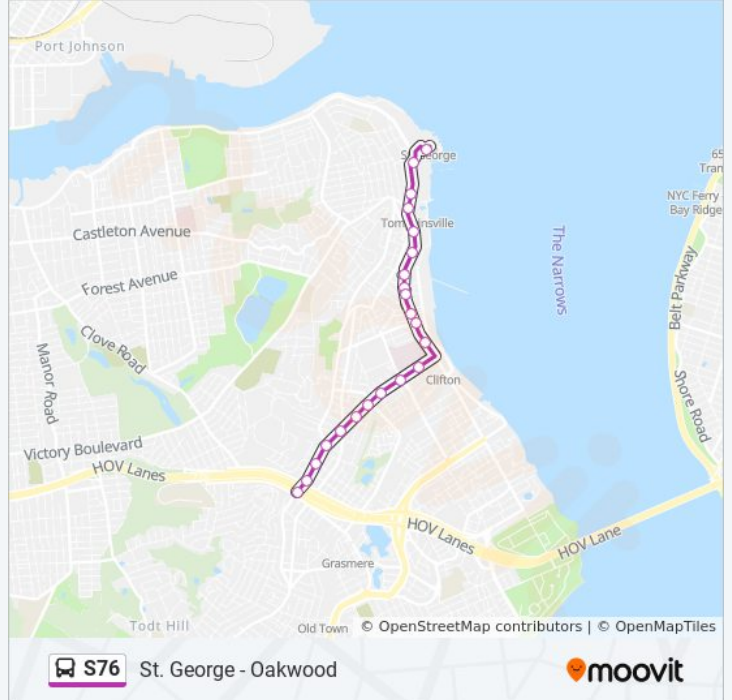 Port Johnson
St. George
65
Tran
NYC Ferry
Bay Ridge
Castleton Avenue
Tompkinsville
The Narrows
Belt Parkway
Forest Avenue
Clove Road
Manor Road
Clifton
Shore Road
Victory Boulevard
HOV Lanes
HOV Lanes
HOV Lane
Grasmere
Todt Hill
Old Town
© OpenStreetMap contributors | © OpenMapTiles
S76 St. George - Oakwood
moovit